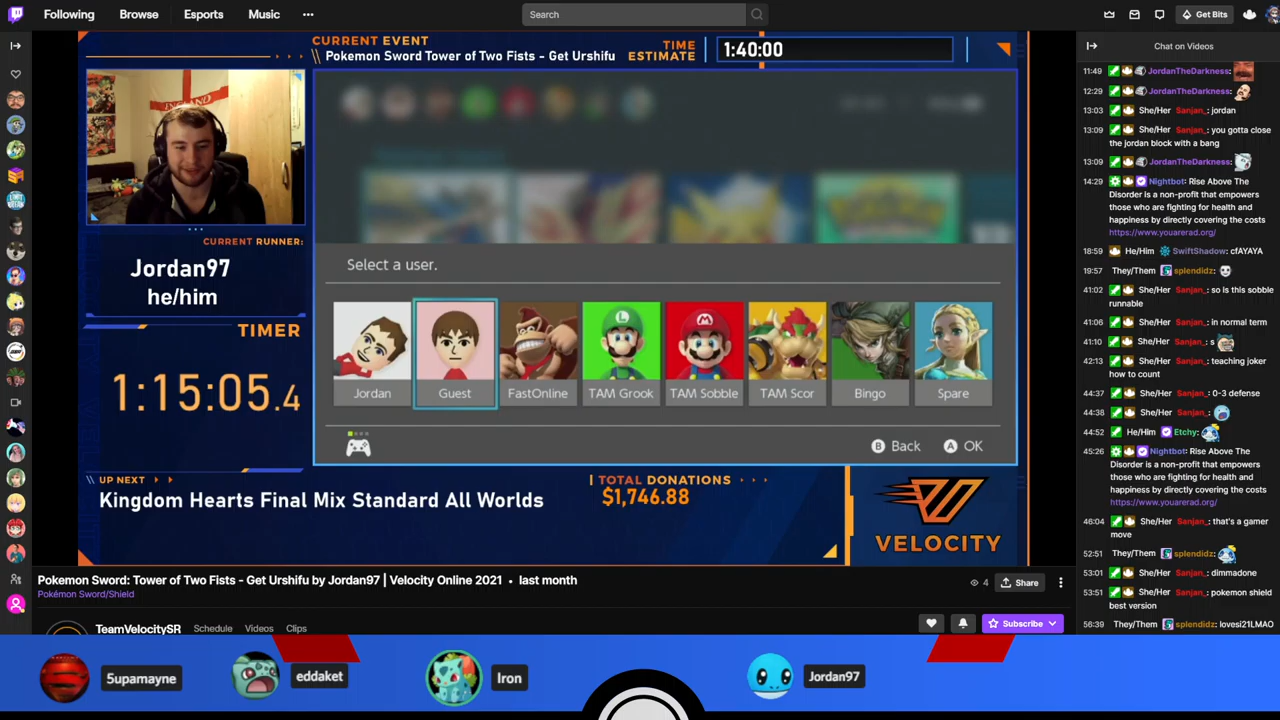 Following
Browse
Esports
Music
Search
Get Bits
CURRENT EVENT
\\ Pokemon Sword Tower of Two Fists - Get Urshifu
TIME
ESTIMATE
1:40:00
CURRENT RUNNER:
Jordan97
he/him
TIMER
1:15:05.4
Select a user.
Jordan
Guest
FastOnline
TAM Grook
TAM Sobble
TAM Scor
Bingo
Spare
B Back
A OK
\\ UP NEXT
Kingdom Hearts Final Mix Standard All Worlds
TOTAL DONATIONS
$1,746.88
VELOCITY
Pokemon Sword: Tower of Two Fists - Get Urshifu by Jordan97 | Velocity Online 2021 • last month
Pokémon Sword/Shield
4
Share
TeamVelocitySR
Schedule
Videos
Clips
Subscribe
5upamayne
eddaket
Iron
Jordan97
Chat on Videos
11:49 JordanTheDarkness:
12:29 JordanTheDarkness:
13:03 She/Her Sanjan_: jordan
13:09 She/Her Sanjan_: you gotta close
the jordan block with a bang
13:09 JordanTheDarkness:
14:29 Nightbot: Rise Above The
Disorder is a non-profit that empowers
those who are fighting for health and
happiness by directly covering the costs
https://www.youarerad.org/
18:59 He/Him SwiftShadow: cfAYAYA
19:57 They/Them splendidz:
41:02 She/Her Sanjan_: so is this sobble
runnable
41:06 She/Her Sanjan_: in normal term
41:10 She/Her Sanjan_: s
42:13 She/Her Sanjan_: teaching joker
how to count
44:37 She/Her Sanjan_: 0-3 defense
44:38 She/Her Sanjan_:
44:52 He/Him Etchy:
45:26 Nightbot: Rise Above The
Disorder is a non-profit that empowers
those who are fighting for health and
happiness by directly covering the costs
https://www.youarerad.org/
46:04 She/Her Sanjan_: that's a gamer
move
52:51 They/Them splendidz:
53:01 She/Her Sanjan_: dimmadone
53:51 She/Her Sanjan_: pokemon shield
best version
56:39 They/Them splendidz: lovesi21LMAO